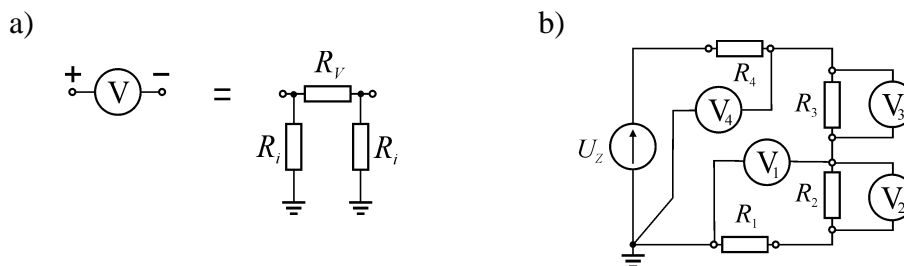 a)
b)
+ V −
=
R_V
R_i
R_i
R_4
V_4
R_3
V_3
U_Z
V_1
R_2
V_2
R_1